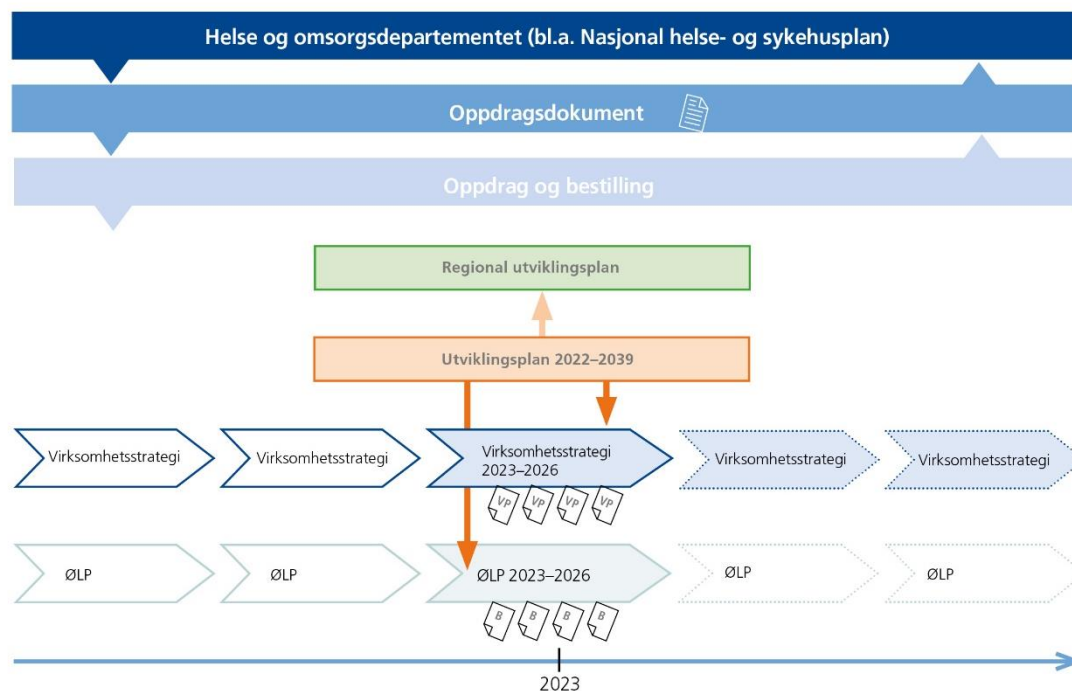 Helse og omsorgsdepartementet (bl.a. Nasjonal helse- og sykehusplan)
Oppdragsdokument
Oppdrag og bestilling
Regional utviklingsplan
Utviklingsplan 2022–2039
Virksomhetsstrategi
Virksomhetsstrategi
Virksomhetsstrategi
2023–2026
Virksomhetsstrategi
Virksomhetsstrategi
VP VP VP VP
ØLP
ØLP
ØLP 2023–2026
ØLP
ØLP
B B B B
2023